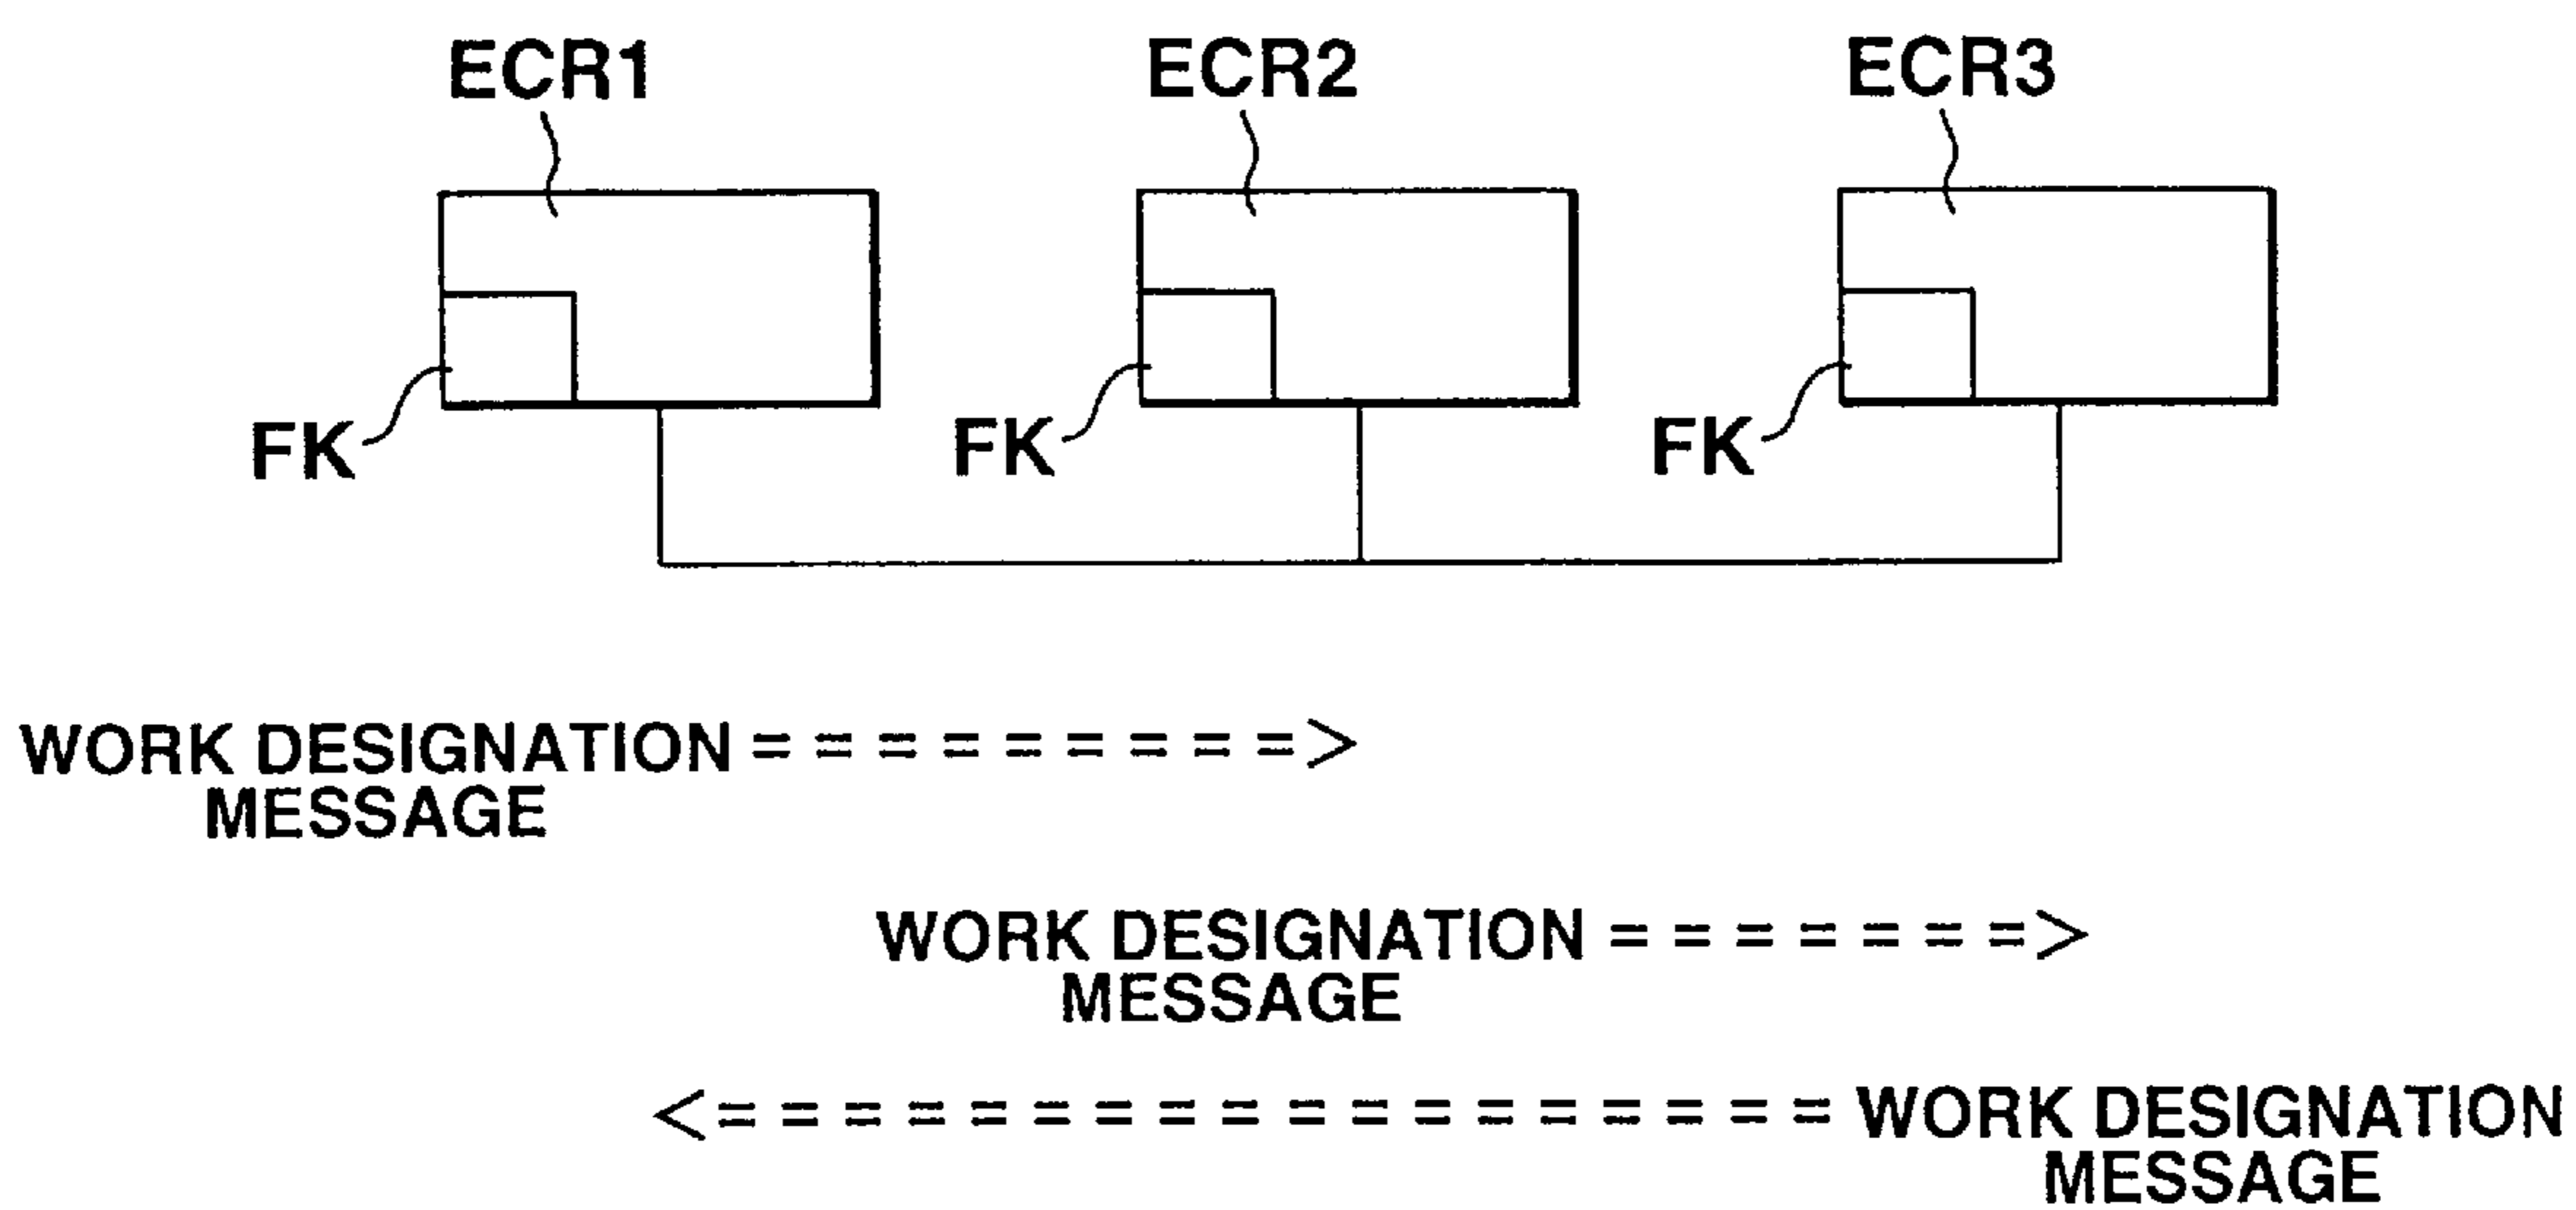 ECR1 ECR2 ECR3
FK FK FK
WORK DESIGNATION = = = = = = = = =>
MESSAGE
WORK DESIGNATION = = = = = = =>
MESSAGE
<= = = = = = = = = = = = = = = = = = WORK DESIGNATION
MESSAGE